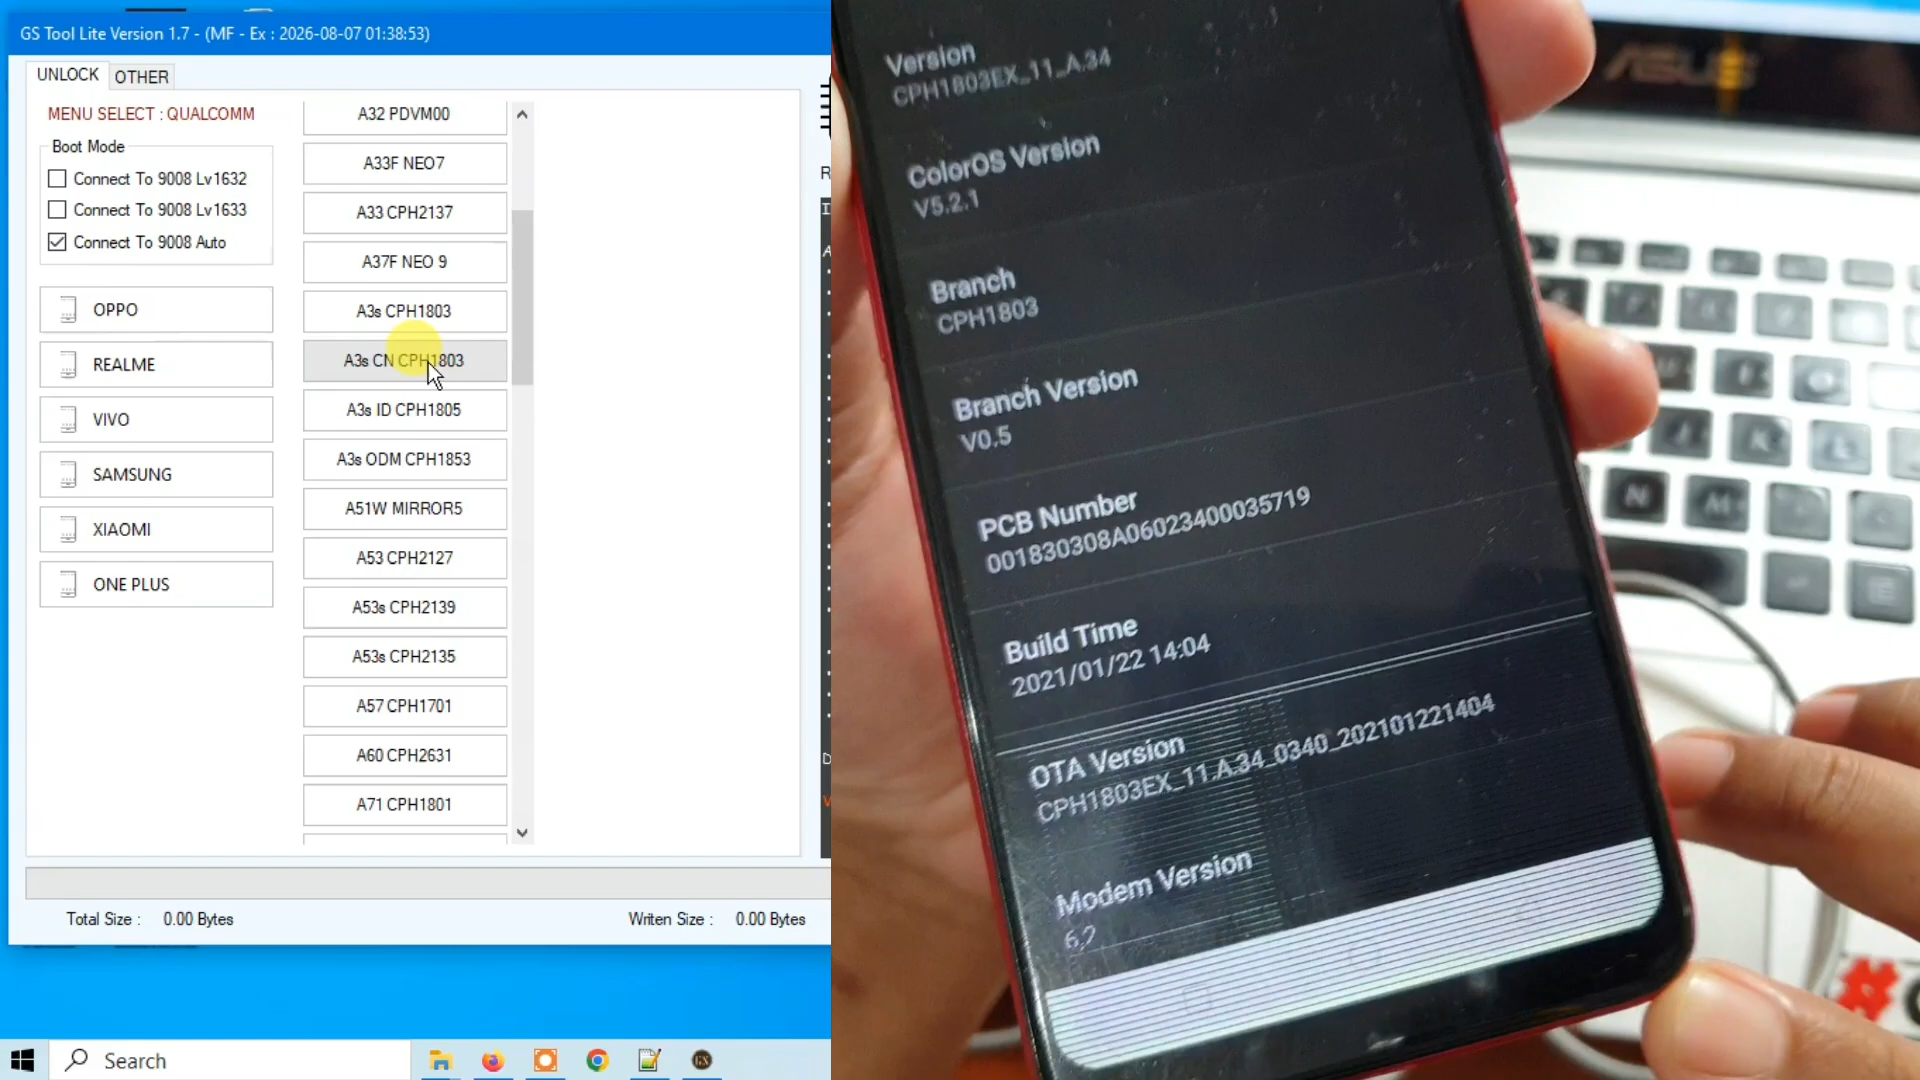 GS Tool Lite Version 1.7 - (MF - Ex : 2026-08-07 01:38:53)
UNLOCK
OTHER
MENU SELECT : QUALCOMM
Boot Mode
Connect To 9008 Lv1632
Connect To 9008 Lv1633
Connect To 9008 Auto
OPPO
REALME
VIVO
SAMSUNG
XIAOMI
ONE PLUS
A32 PDVM00
A33F NEO7
A33 CPH2137
A37F NEO 9
A3s CPH1803
A3s CN CPH1803
A3s ID CPH1805
A3s ODM CPH1853
A51W MIRROR5
A53 CPH2127
A53s CPH2139
A53s CPH2135
A57 CPH1701
A60 CPH2631
A71 CPH1801
Total Size : 0.00 Bytes
Writen Size : 0.00 Bytes
Search
GS
Version
CPH1803EX_11_A.34
ColorOS Version
V5.2.1
Branch
CPH1803
Branch Version
V0.5
PCB Number
001830308A06023400035719
Build Time
2021/01/22 14:04
OTA Version
CPH1803EX_11.A.34_0340_202101221404
Modem Version
6.2
ASUS
N
M